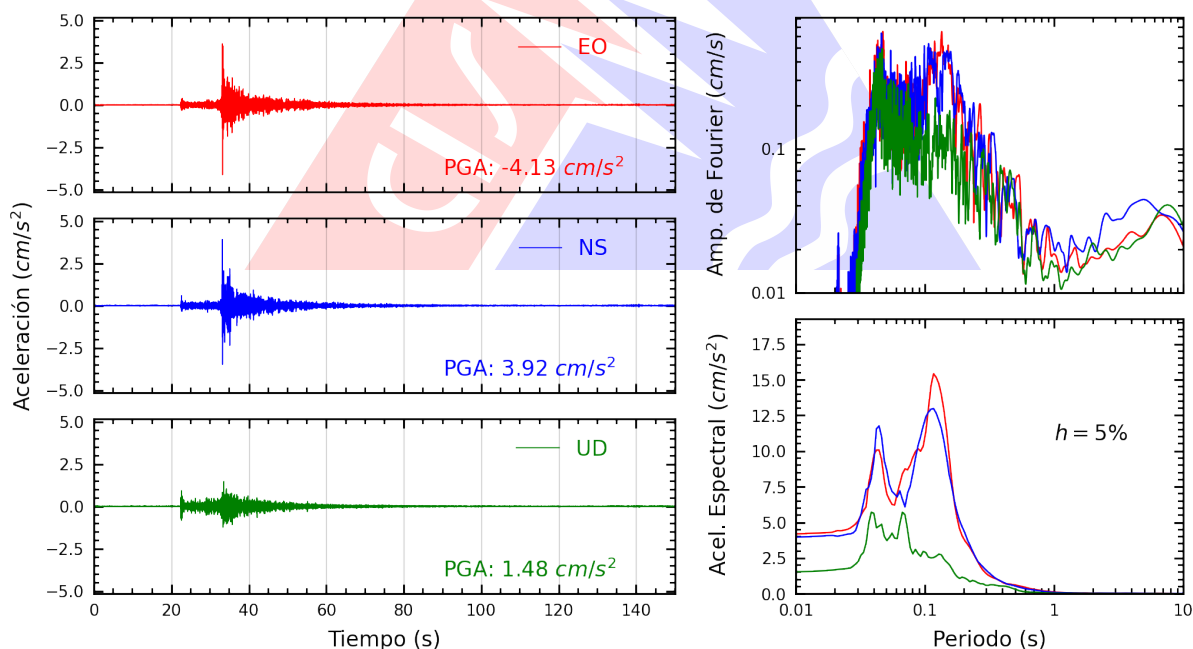 Aceleración (cm/s²)
5.0
2.5
0.0
−2.5
−5.0
EO
PGA: -4.13 cm/s²
5.0
2.5
0.0
−2.5
−5.0
NS
PGA: 3.92 cm/s²
5.0
2.5
0.0
−2.5
−5.0
UD
PGA: 1.48 cm/s²
0 20 40 60 80 100 120 140
Tiempo (s)
Amp. de Fourier (cm/s)
0.1
0.01
Acel. Espectral (cm/s²)
17.5
15.0
12.5
10.0
7.5
5.0
2.5
0.0
h = 5%
0.01 0.1 1 10
Periodo (s)